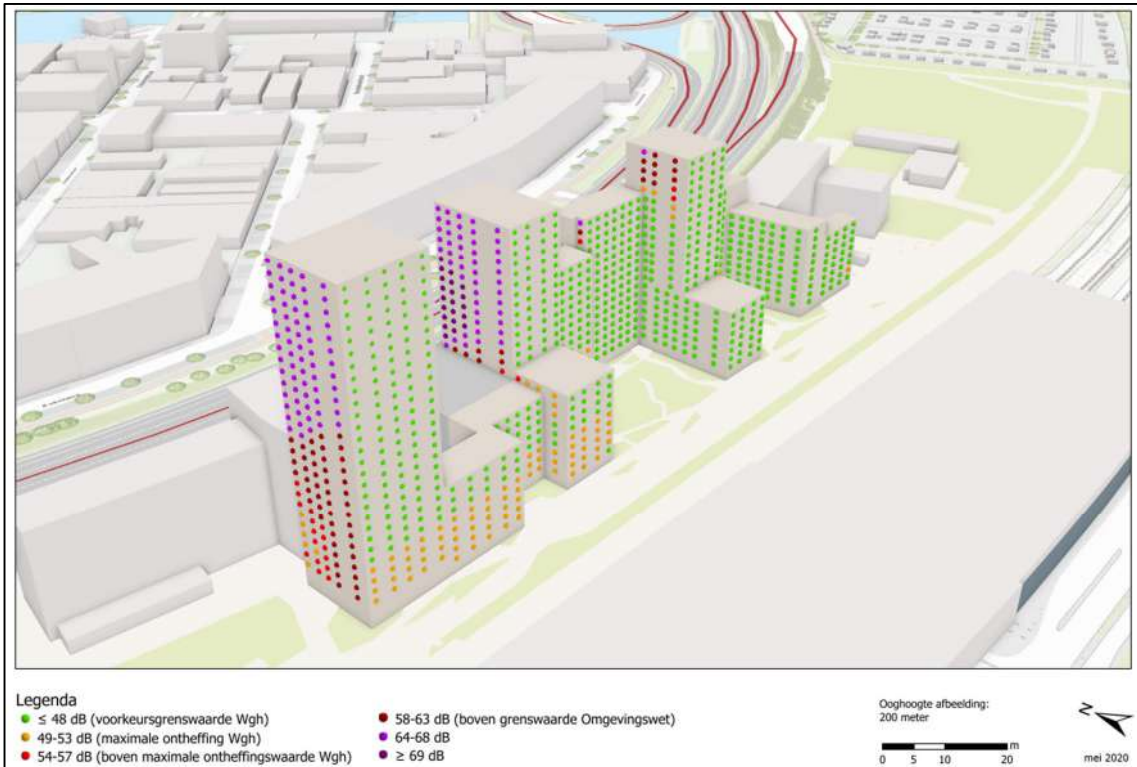 Legenda
≤ 48 dB (voorkeursgrenswaarde Wgh)
49-53 dB (maximale ontheffing Wgh)
54-57 dB (boven maximale ontheffingswaarde Wgh)
58-63 dB (boven grenswaarde Omgevingswet)
64-68 dB
≥ 69 dB
Ooghoogte afbeelding:
200 meter
m
0 5 10 20
N
mei 2020